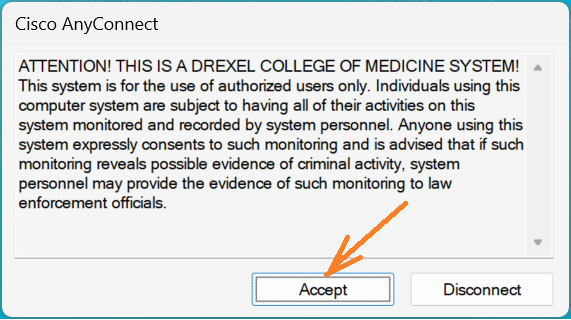 Cisco AnyConnect
ATTENTION! THIS IS A DREXEL COLLEGE OF MEDICINE SYSTEM!
This system is for the use of authorized users only. Individuals using this
computer system are subject to having all of their activities on this
system monitored and recorded by system personnel. Anyone using this
system expressly consents to such monitoring and is advised that if such
monitoring reveals possible evidence of criminal activity, system
personnel may provide the evidence of such monitoring to law
enforcement officials.
Accept
Disconnect